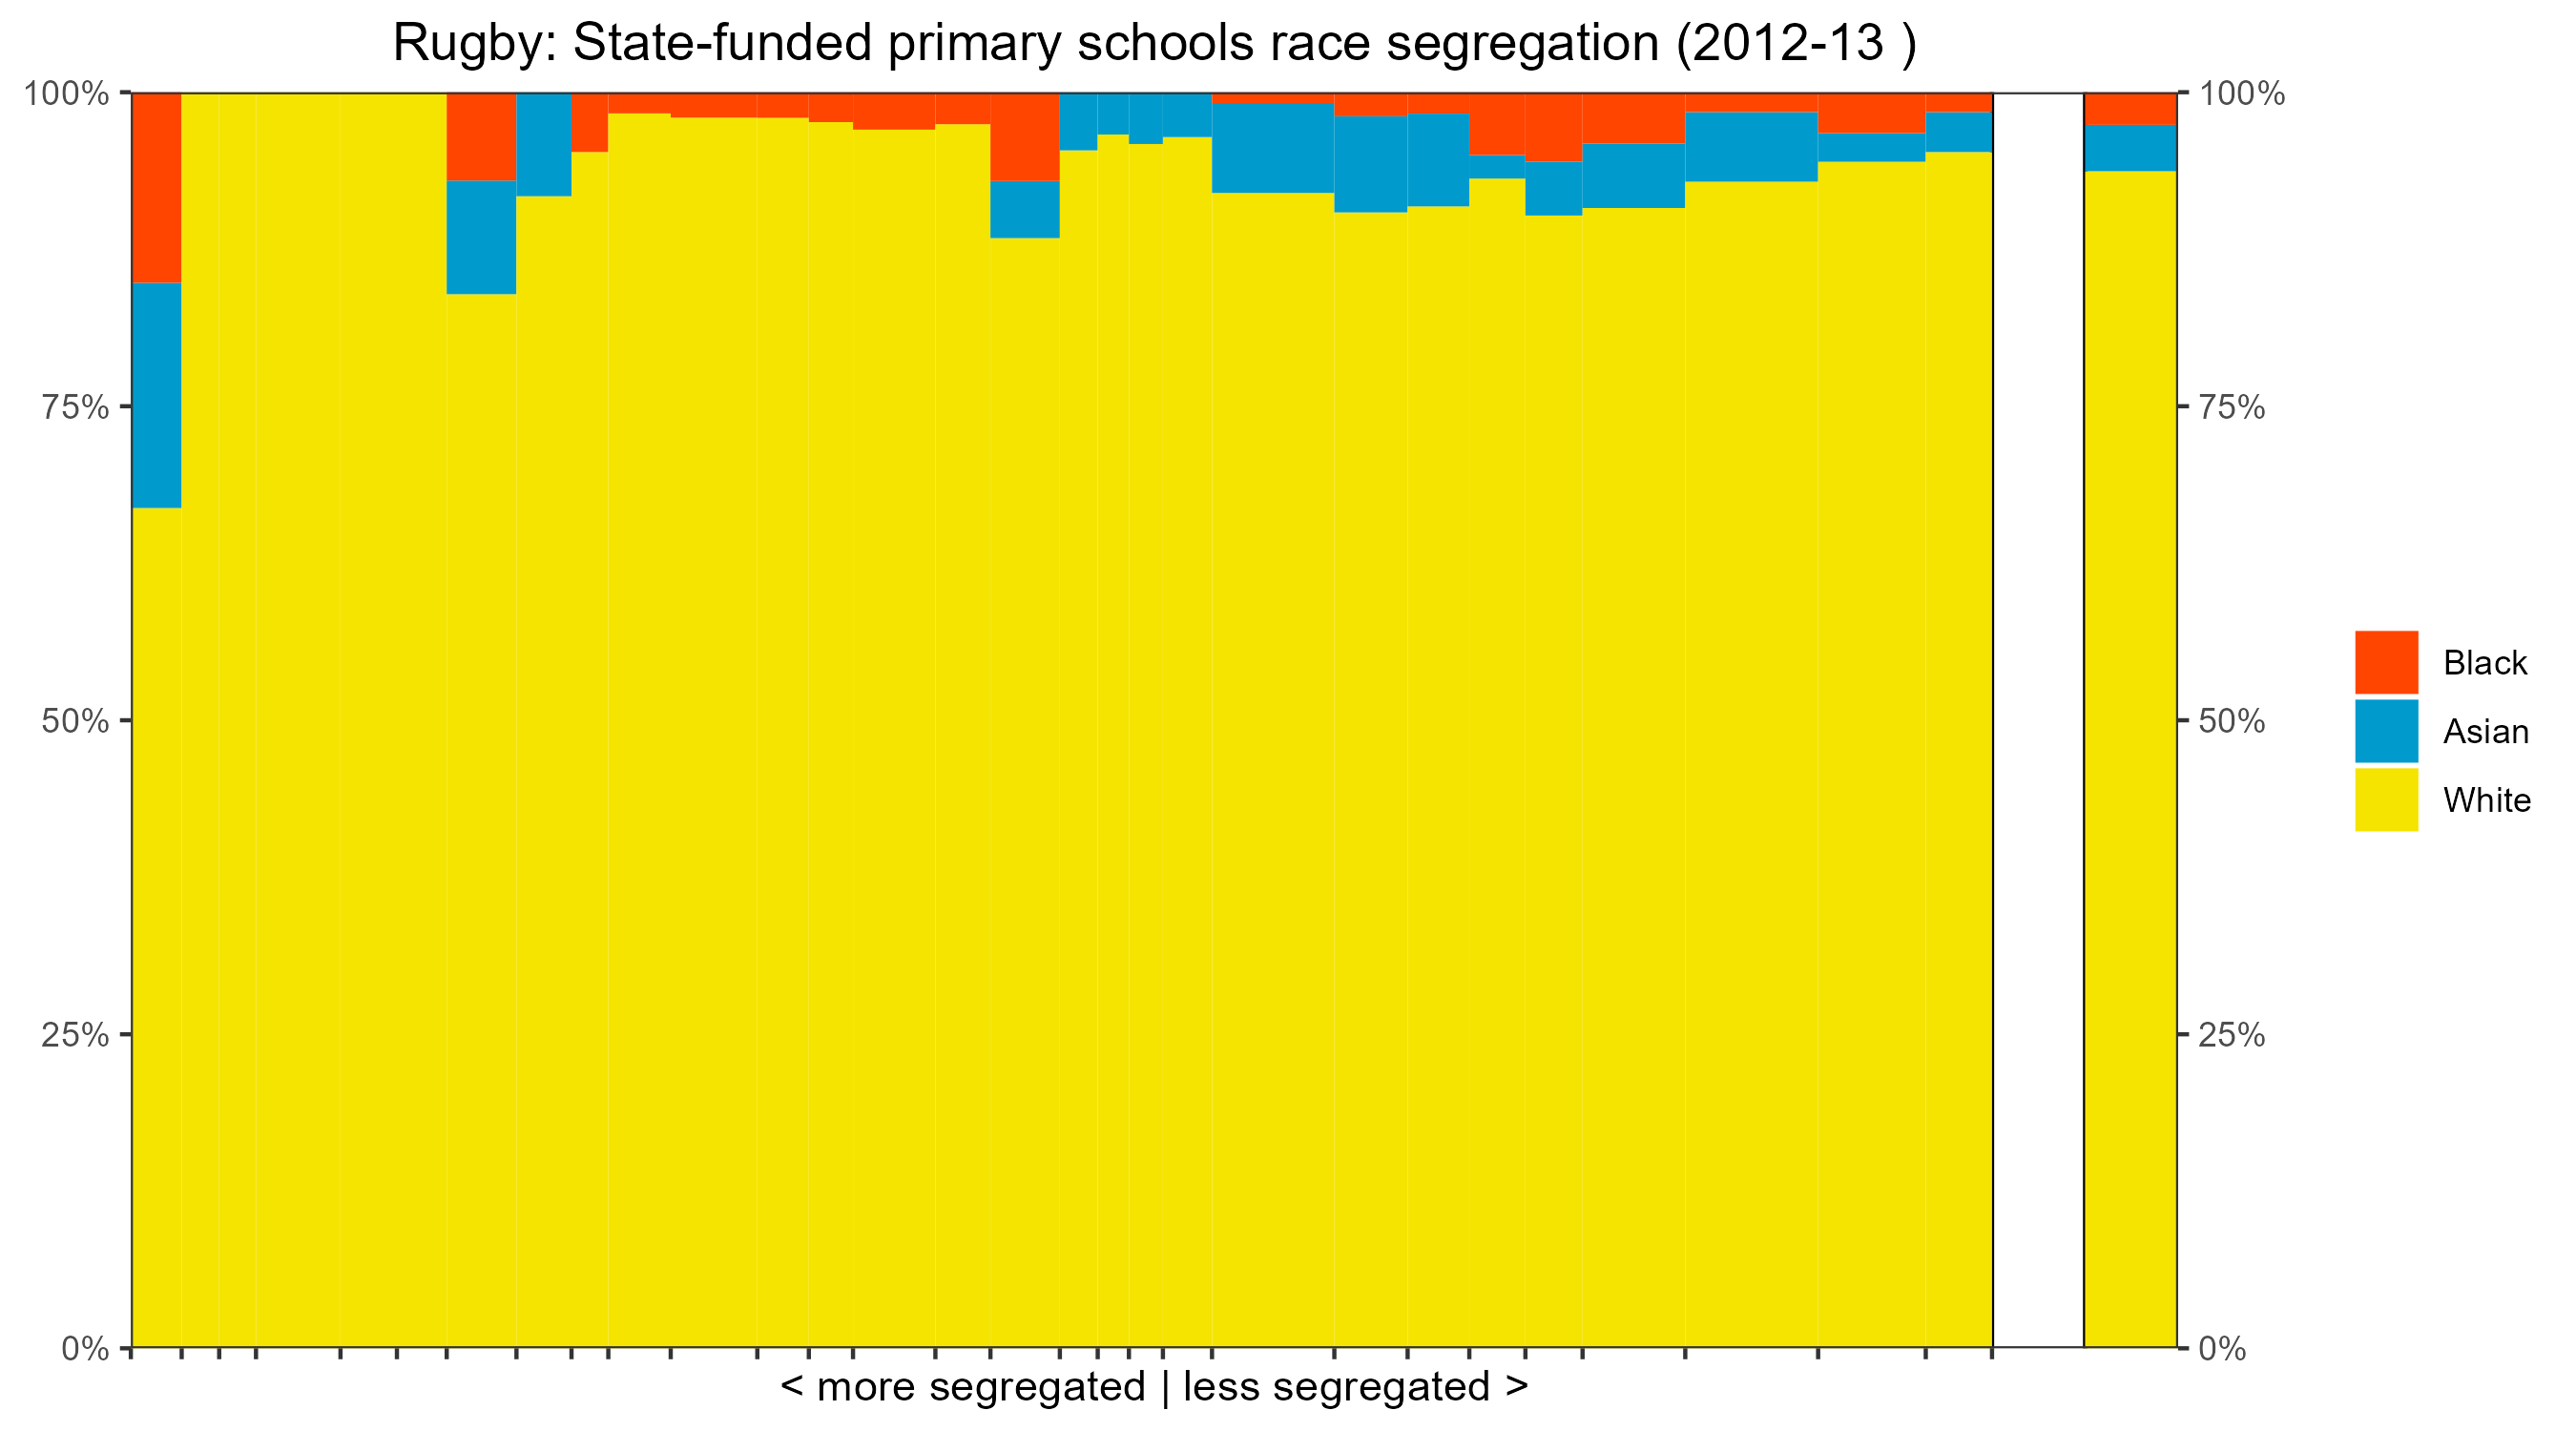 Rugby: State-funded primary schools race segregation (2012-13 )
100%
75%
50%
25%
0%
100%
75%
50%
25%
0%
Black
Asian
White
< more segregated | less segregated >